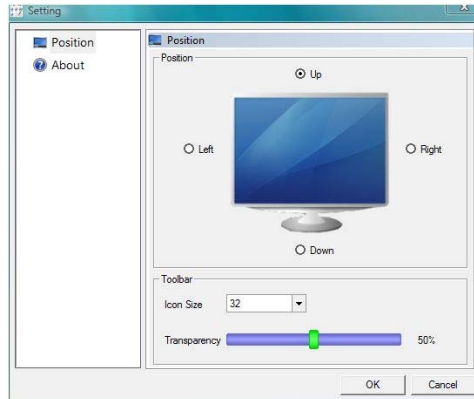 Setting
Position
About
Position
Position
Up
Left
Right
Down
Toolbar
Icon Size 32
Transparency 50%
OK Cancel